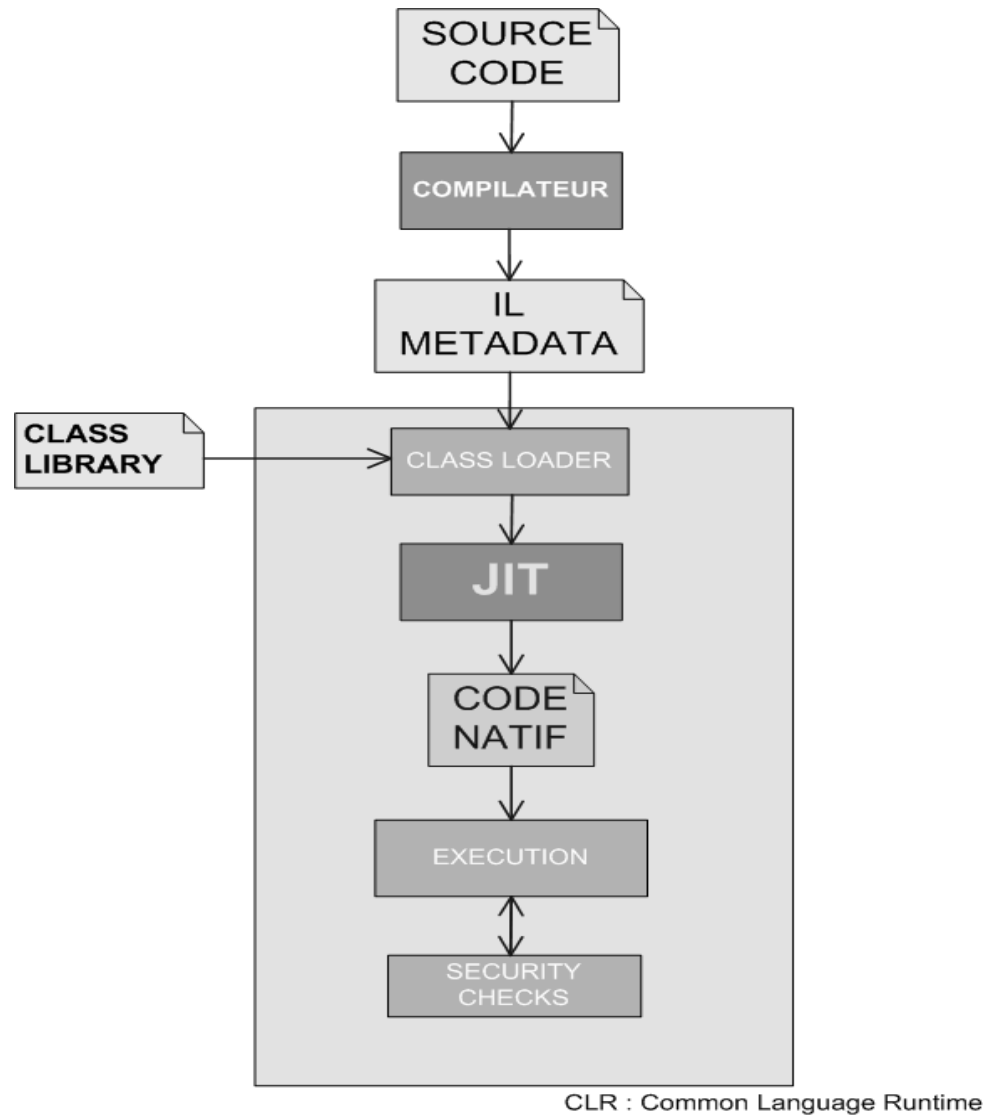 SOURCE
CODE
COMPILATEUR
IL
METADATA
CLASS
LIBRARY
CLASS LOADER
JIT
CODE
NATIF
EXECUTION
SECURITY
CHECKS
CLR : Common Language Runtime